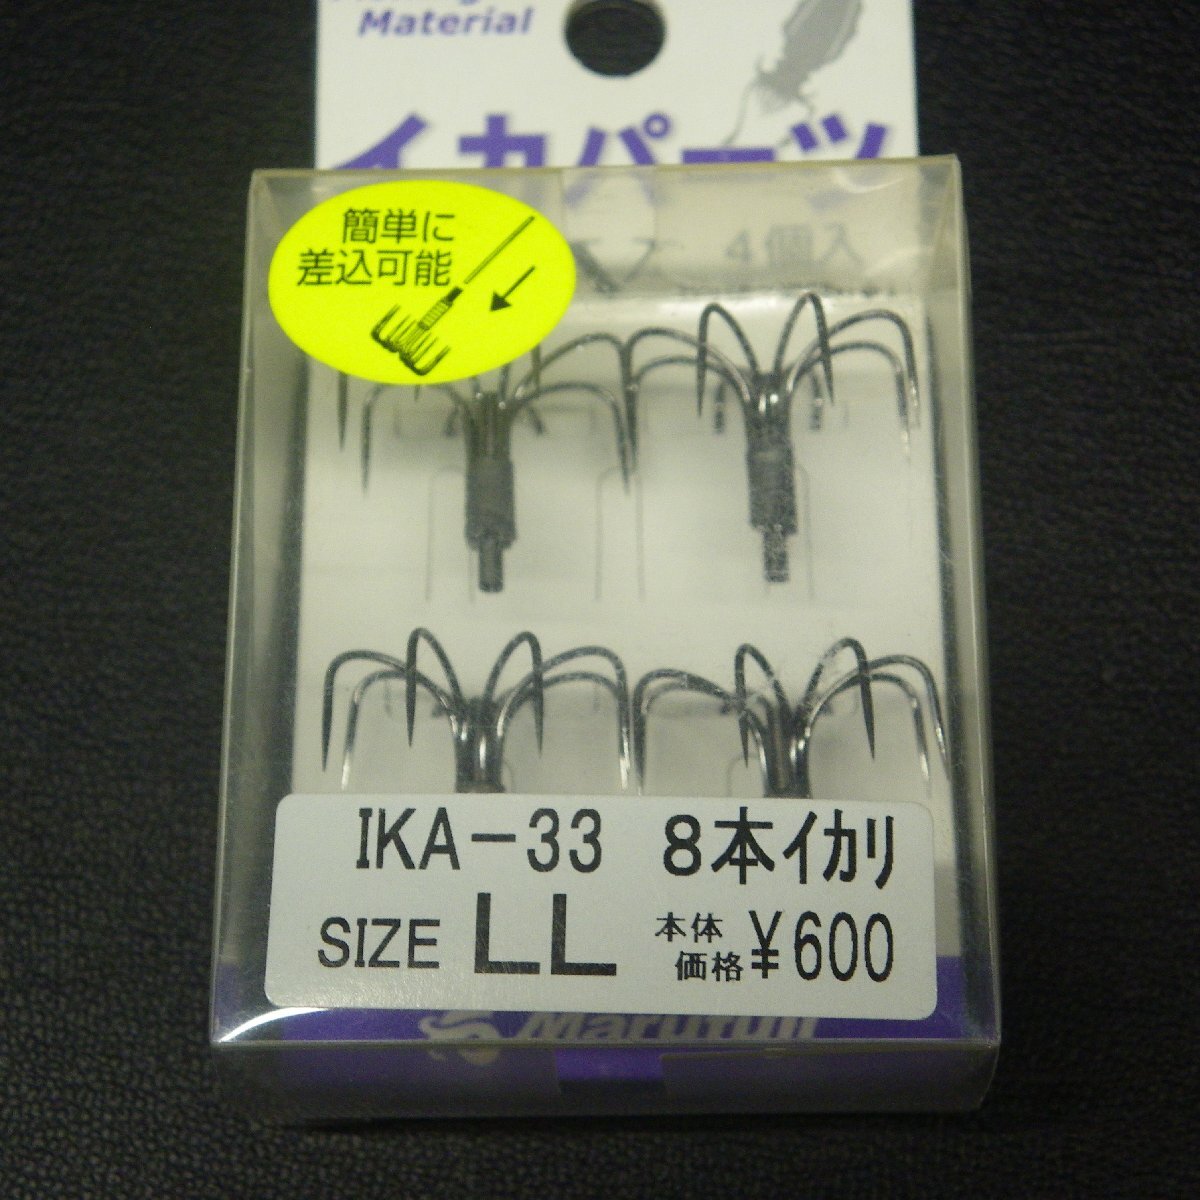 Material
イカパーツ
簡単に
差込可能
4個入
IKA-33 8本イカリ
SIZE LL 本体価格 ¥600
Marufuji